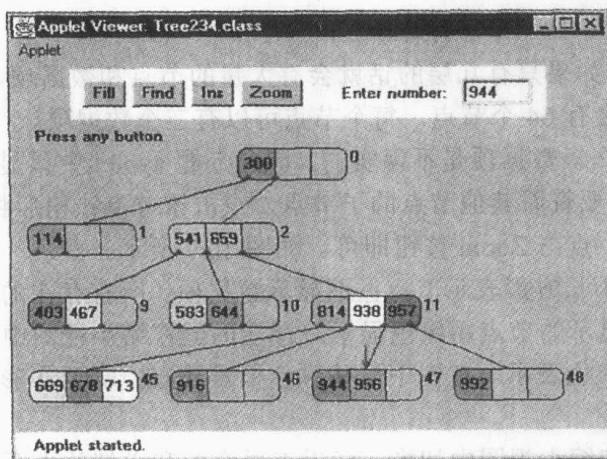 Applet Viewer: Tree234.class
Applet
Fill Find Ins Zoom Enter number: 944
Press any button
300 0
114 1 541 659 2
403 467 9 583 644 10 814 938 957 11
669 678 713 45 916 46 944 956 47 992 48
Applet started.